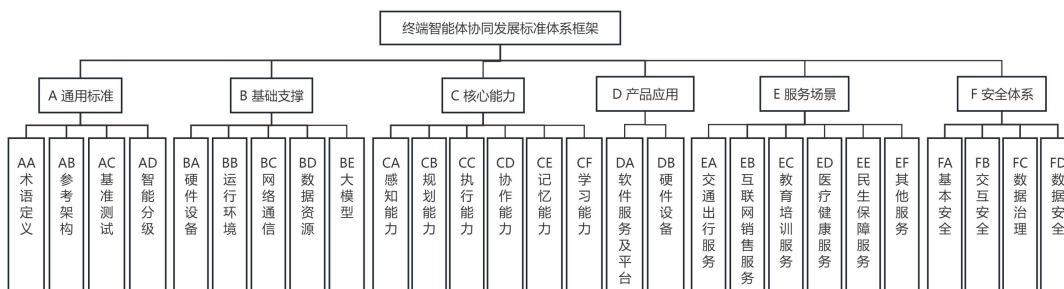 终端智能体协同发展标准体系框架
A 通用标准
B 基础支撑
C 核心能力
D 产品应用
E 服务场景
F 安全体系
AA术语定义
AB参考架构
AC基准测试
AD智能分级
BA硬件设备
BB运行环境
BC网络通信
BD数据资源
BE大模型
CA感知能力
CB规划能力
CC执行能力
CD协作能力
CE记忆能力
CF学习能力
DA软件服务及平台
DB硬件设备
EA交通出行服务
EB互联网销售服务
EC教育培训服务
ED医疗健康服务
EE民生保障服务
EF其他服务
FA基本安全
FB交互安全
FC数据治理
FD数据安全